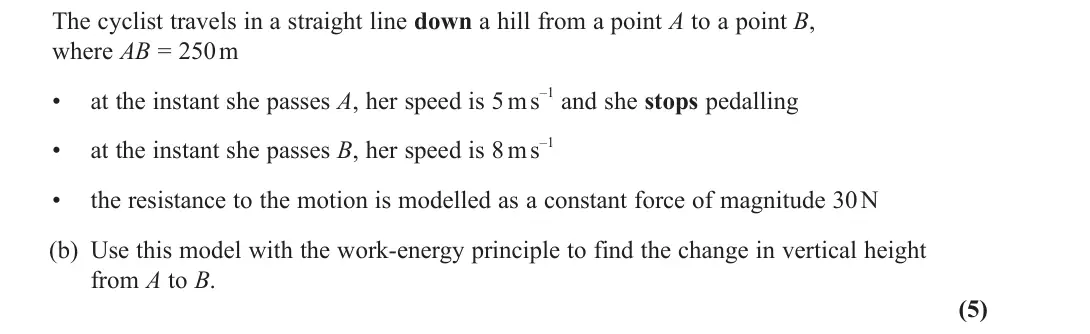 The cyclist travels in a straight line down a hill from a point A to a point B,
where AB = 250 m
• at the instant she passes A, her speed is 5 m s⁻¹ and she stops pedalling
• at the instant she passes B, her speed is 8 m s⁻¹
• the resistance to the motion is modelled as a constant force of magnitude 30 N
(b) Use this model with the work-energy principle to find the change in vertical height
from A to B.
(5)